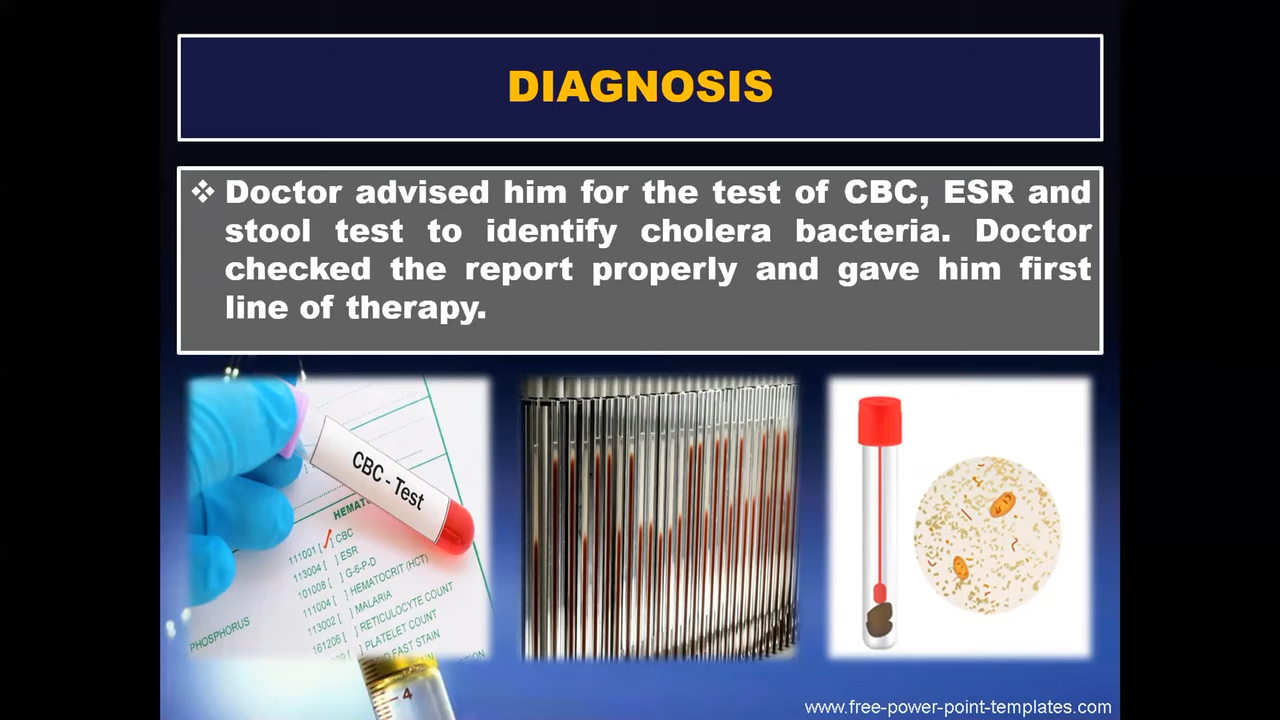 DIAGNOSIS
❖ Doctor advised him for the test of CBC, ESR and
stool test to identify cholera bacteria. Doctor
checked the report properly and gave him first
line of therapy.
CBC - Test
111001 [ ] CBC
113004 [ ] ESR
101008 [ ] G-6-P-D
111004 [ ] HEMATOCRIT (HCT)
113002 [ ] MALARIA
161206 [ ] RETICULOCYTE COUNT
PLATELET COUNT
FAST STAIN
PHOSPHORUS
4
www.free-power-point-templates.com